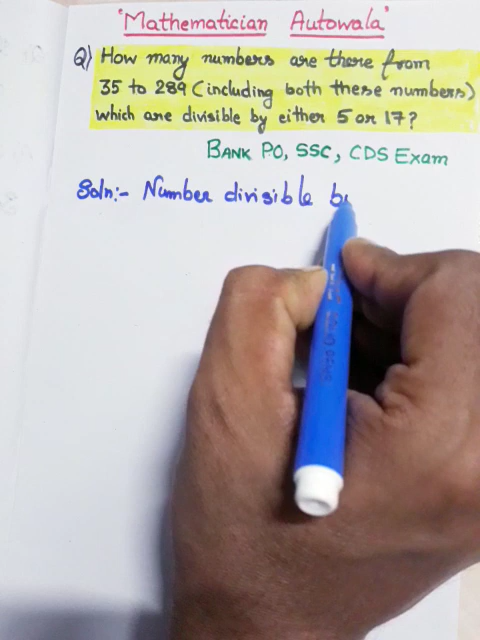 "Mathematician Autowala"
Q) How many numbers are there from
35 to 289 (including both these numbers)
which are divisible by either 5 or 17?
BANK PO, SSC, CDS Exam
Soln:- Number divisible by